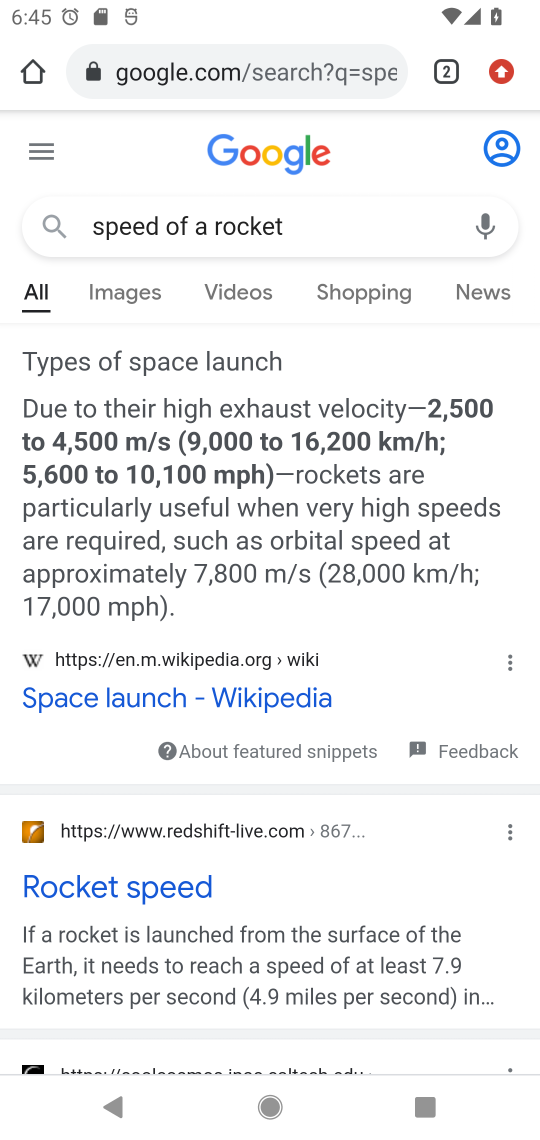 6:45
google.com/search?q=spe
2
Google
speed of a rocket
All Images Videos Shopping News
Types of space launch
Due to their high exhaust velocity—2,500
to 4,500 m/s (9,000 to 16,200 km/h;
5,600 to 10,100 mph)—rockets are
particularly useful when very high speeds
are required, such as orbital speed at
approximately 7,800 m/s (28,000 km/h;
17,000 mph).
W https://en.m.wikipedia.org › wiki
Space launch - Wikipedia
About featured snippets Feedback
https://www.redshift-live.com › 867...
Rocket speed
If a rocket is launched from the surface of the
Earth, it needs to reach a speed of at least 7.9
kilometers per second (4.9 miles per second) in...